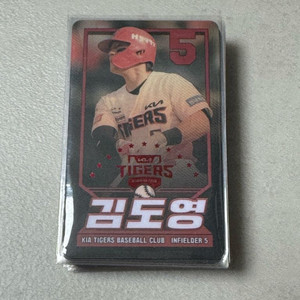 5
KIA
TIGERS
TIGERS
김도영
KIA TIGERS BASEBALL CLUB INFIELDER 5